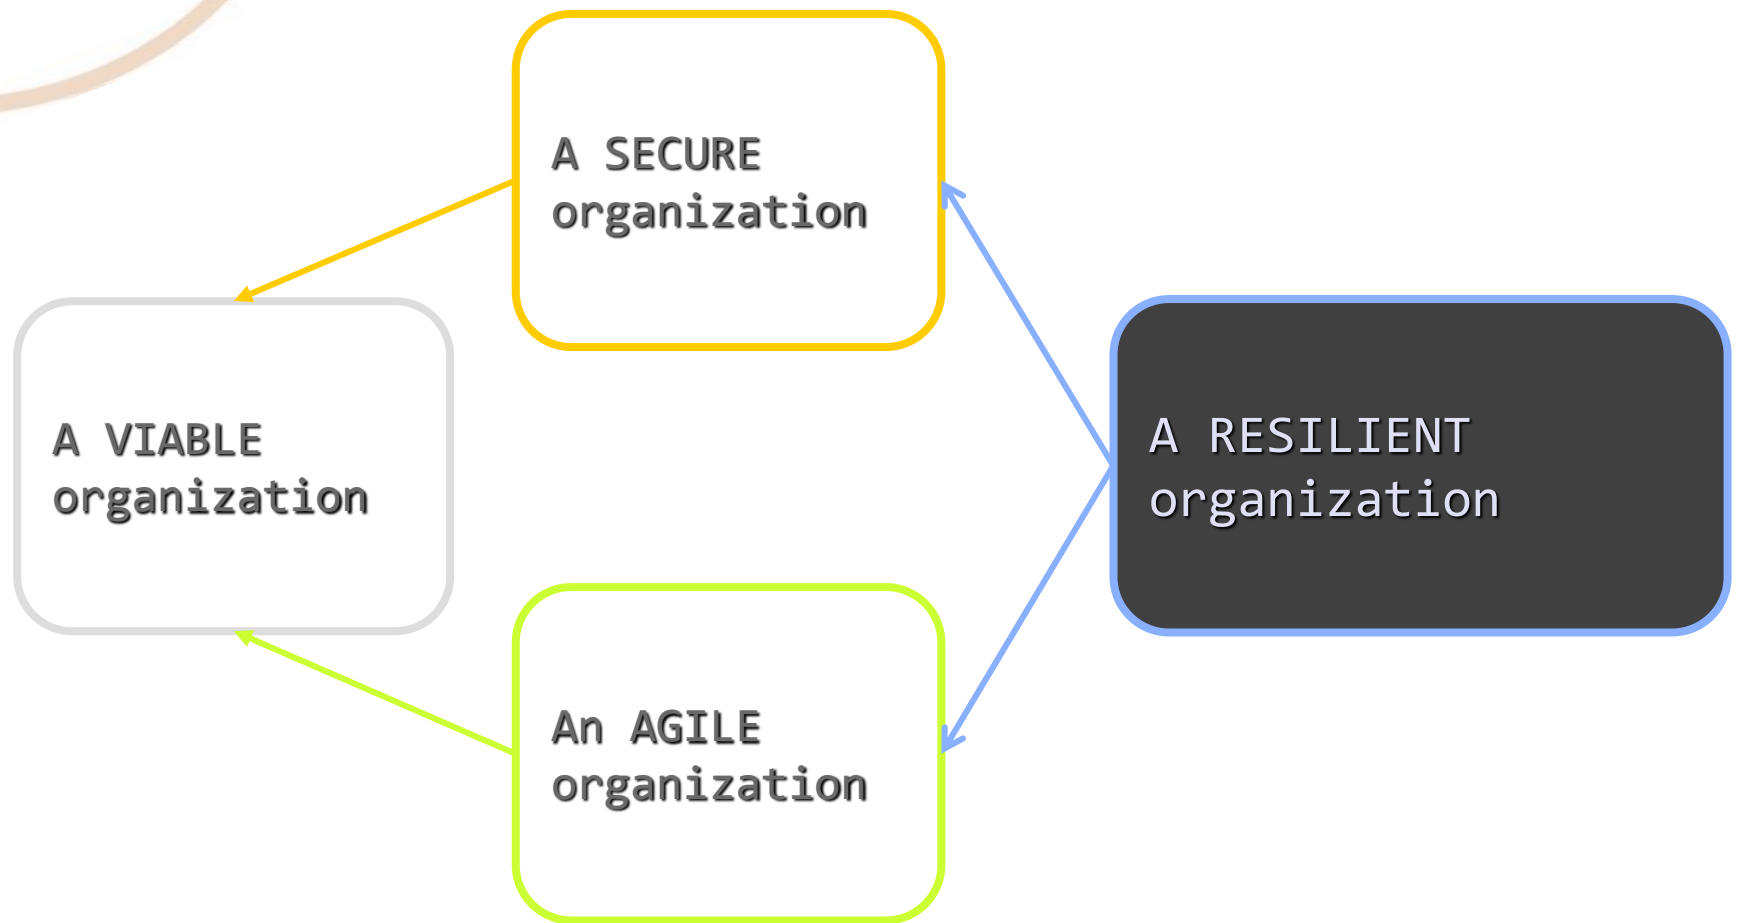 A SECURE
organization
A VIABLE
organization
A RESILIENT
organization
An AGILE
organization